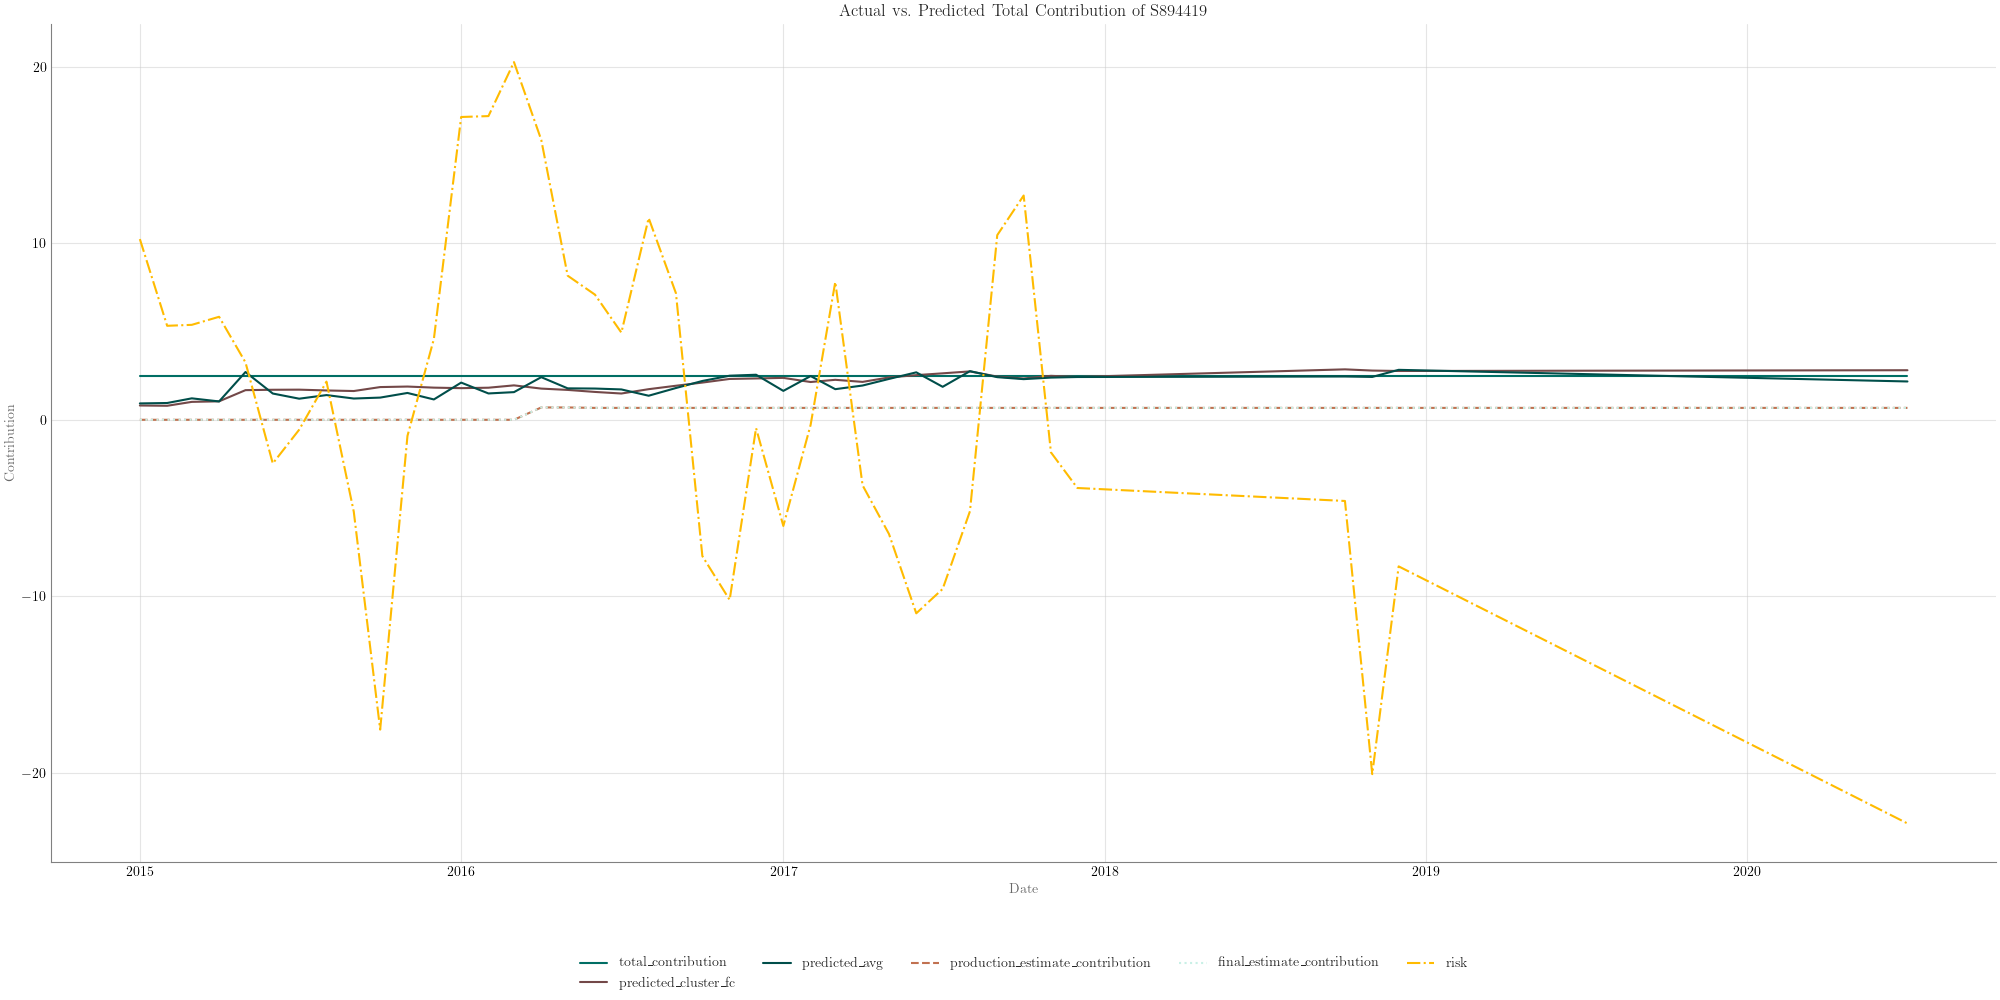 Actual vs. Predicted Total Contribution of S894419
20
10
0
−10
−20
Contribution
2015 2016 2017 2018 2019 2020
Date
total_contribution predicted_avg production_estimate_contribution final_estimate_contribution risk
predicted_cluster_fc